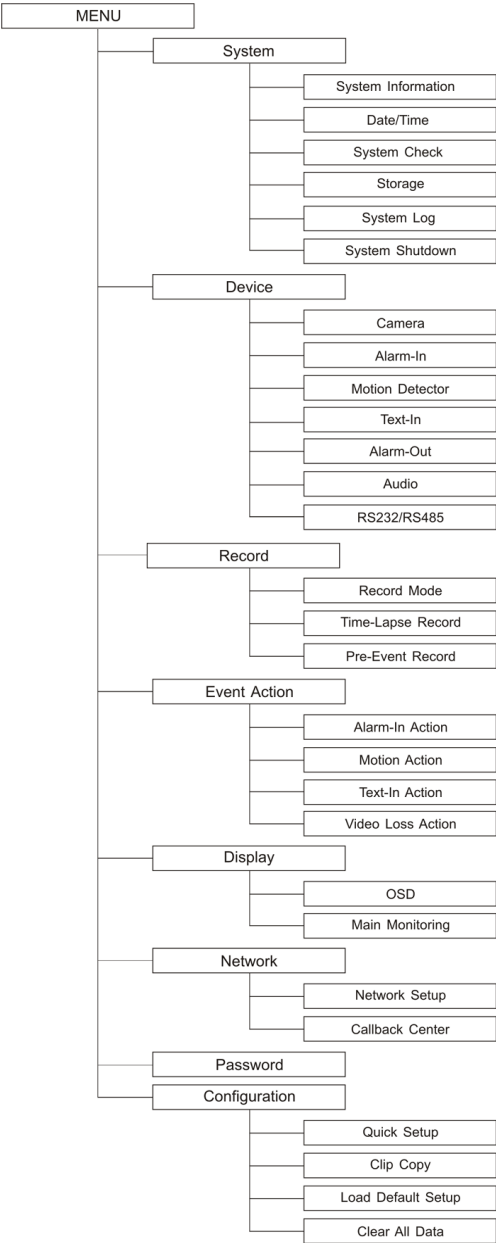 MENU
System
System Information
Date/Time
System Check
Storage
System Log
System Shutdown
Device
Camera
Alarm-In
Motion Detector
Text-In
Alarm-Out
Audio
RS232/RS485
Record
Record Mode
Time-Lapse Record
Pre-Event Record
Event Action
Alarm-In Action
Motion Action
Text-In Action
Video Loss Action
Display
OSD
Main Monitoring
Network
Network Setup
Callback Center
Password
Configuration
Quick Setup
Clip Copy
Load Default Setup
Clear All Data